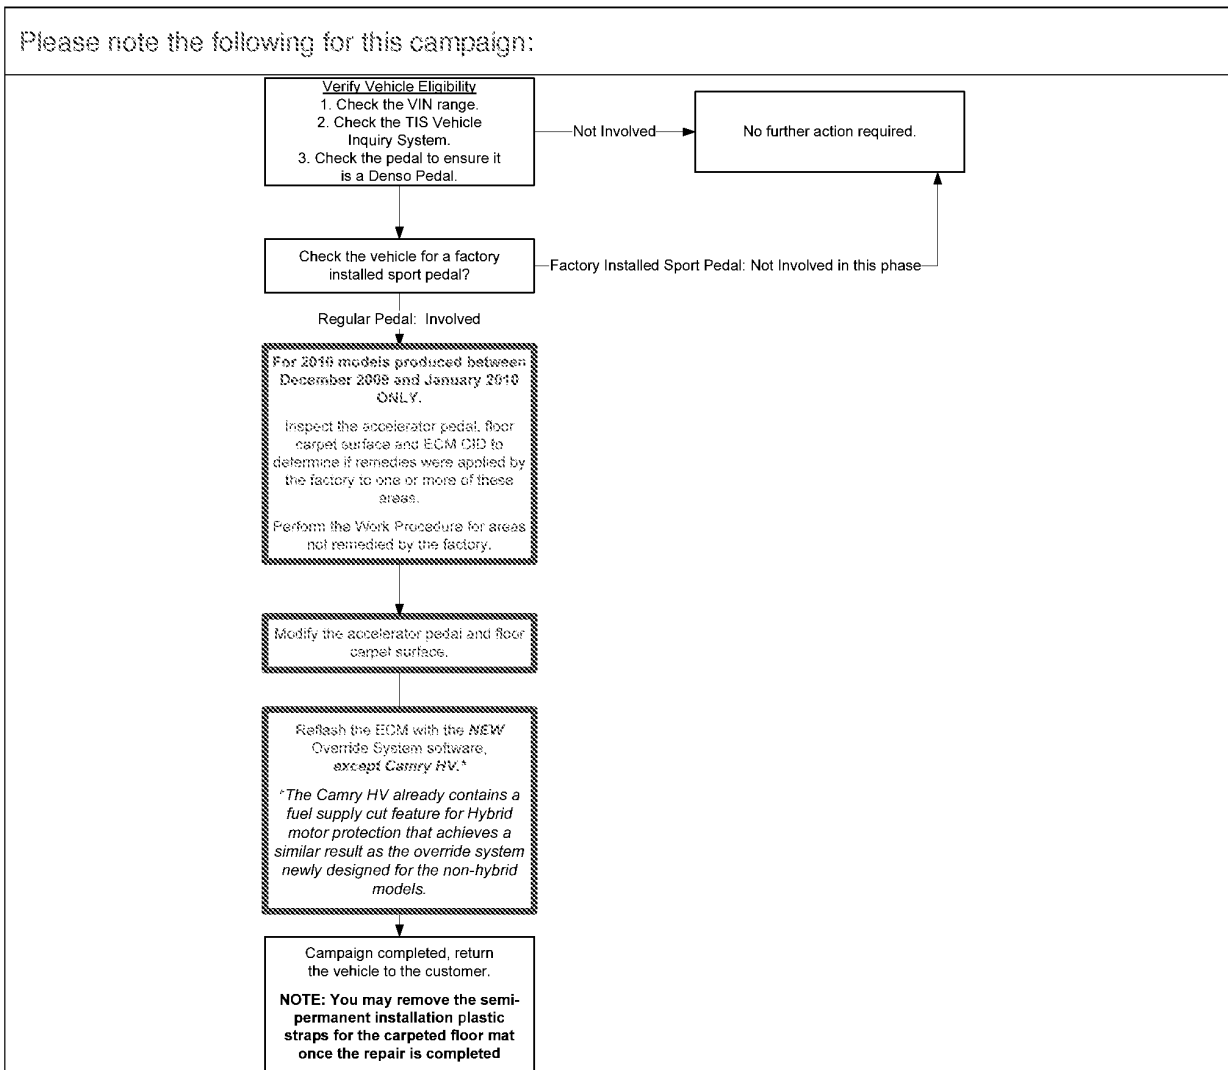 Please note the following for this campaign:
Verify Vehicle Eligibility
1. Check the VIN range.
2. Check the TIS Vehicle
Inquiry System.
3. Check the pedal to ensure it
is a Denso Pedal.
Not Involved
No further action required.
Check the vehicle for a factory
installed sport pedal?
Factory Installed Sport Pedal: Not Involved in this phase
Regular Pedal: Involved
For 2010 models produced between
December 2009 and January 2010
ONLY.
Inspect the accelerator pedal, floor
carpet surface and ECM CID to
determine if remedies were applied by
the factory to one or more of these
areas.
Perform the Work Procedure for areas
not remedied by the factory.
Modify the accelerator pedal and floor
carpet surface.
Reflash the ECM with the NEW
Override System software,
except Camry HV.*
*The Camry HV already contains a
fuel supply cut feature for Hybrid
motor protection that achieves a
similar result as the override system
newly designed for the non-hybrid
models.
Campaign completed, return
the vehicle to the customer.
NOTE: You may remove the semi-
permanent installation plastic
straps for the carpeted floor mat
once the repair is completed